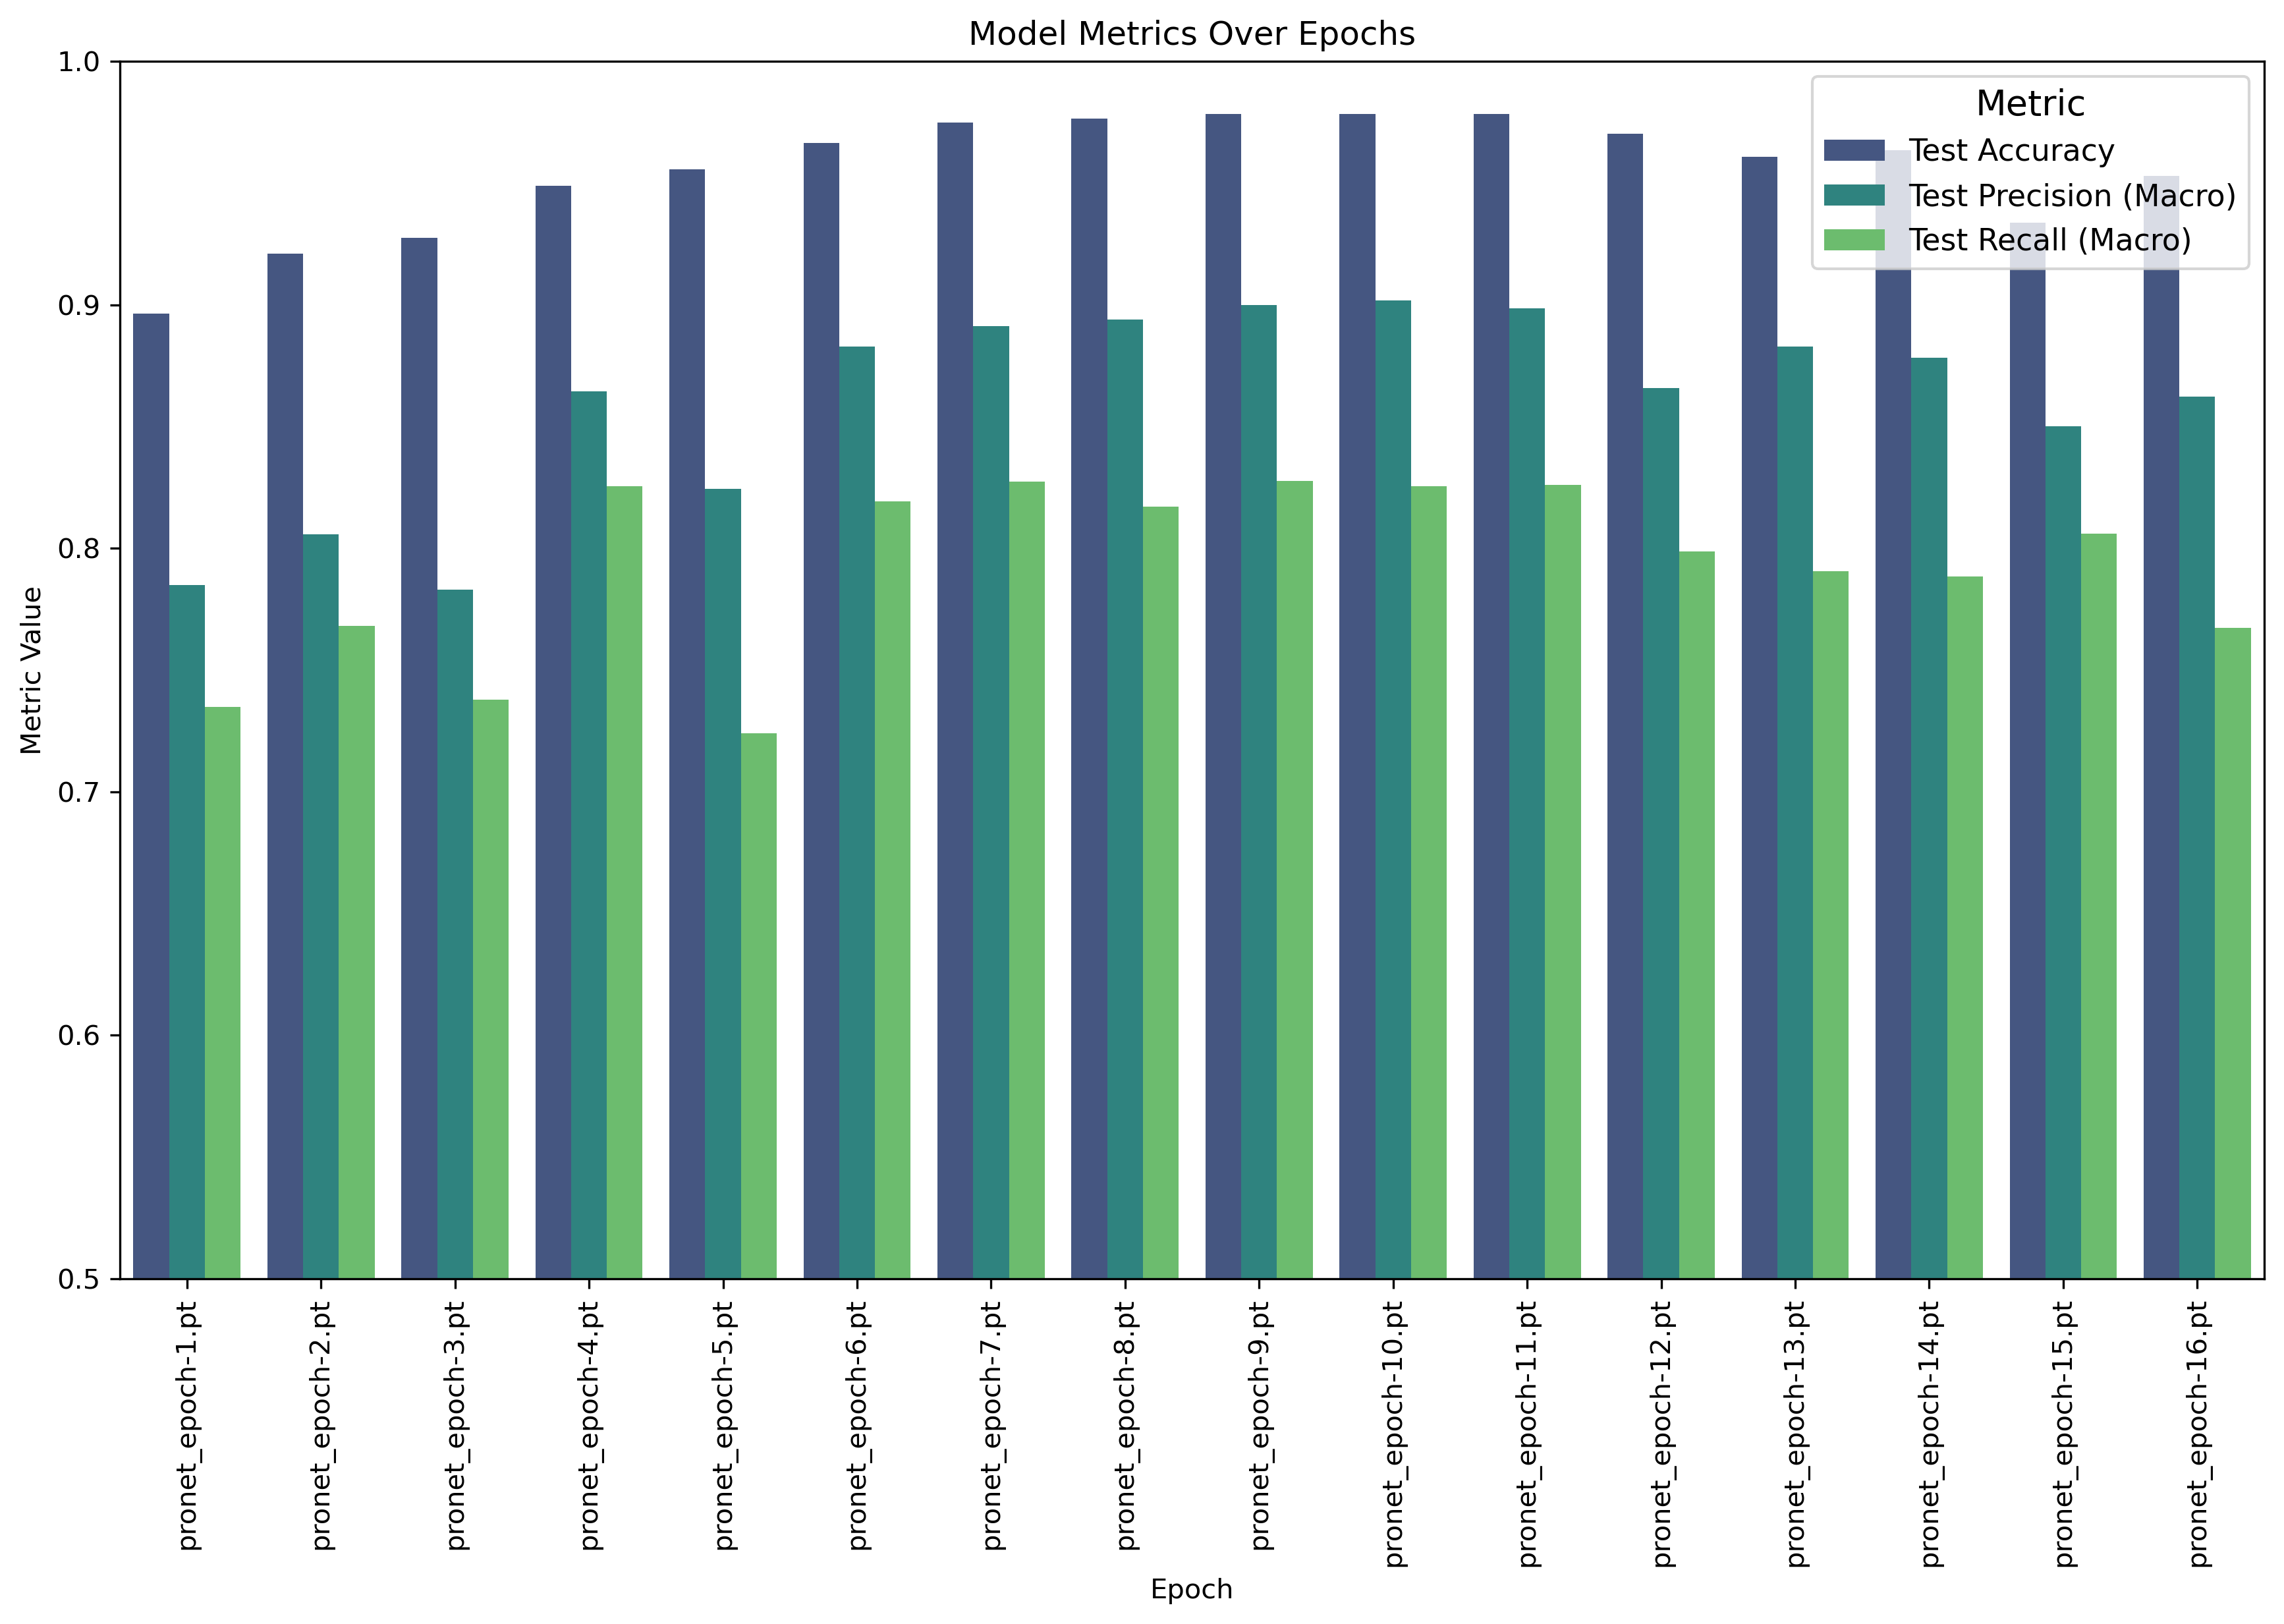 Model Metrics Over Epochs
Metric
Test Accuracy
Test Precision (Macro)
Test Recall (Macro)
Metric Value
1.0
0.9
0.8
0.7
0.6
0.5
pronet_epoch-1.pt
pronet_epoch-2.pt
pronet_epoch-3.pt
pronet_epoch-4.pt
pronet_epoch-5.pt
pronet_epoch-6.pt
pronet_epoch-7.pt
pronet_epoch-8.pt
pronet_epoch-9.pt
pronet_epoch-10.pt
pronet_epoch-11.pt
pronet_epoch-12.pt
pronet_epoch-13.pt
pronet_epoch-14.pt
pronet_epoch-15.pt
pronet_epoch-16.pt
Epoch